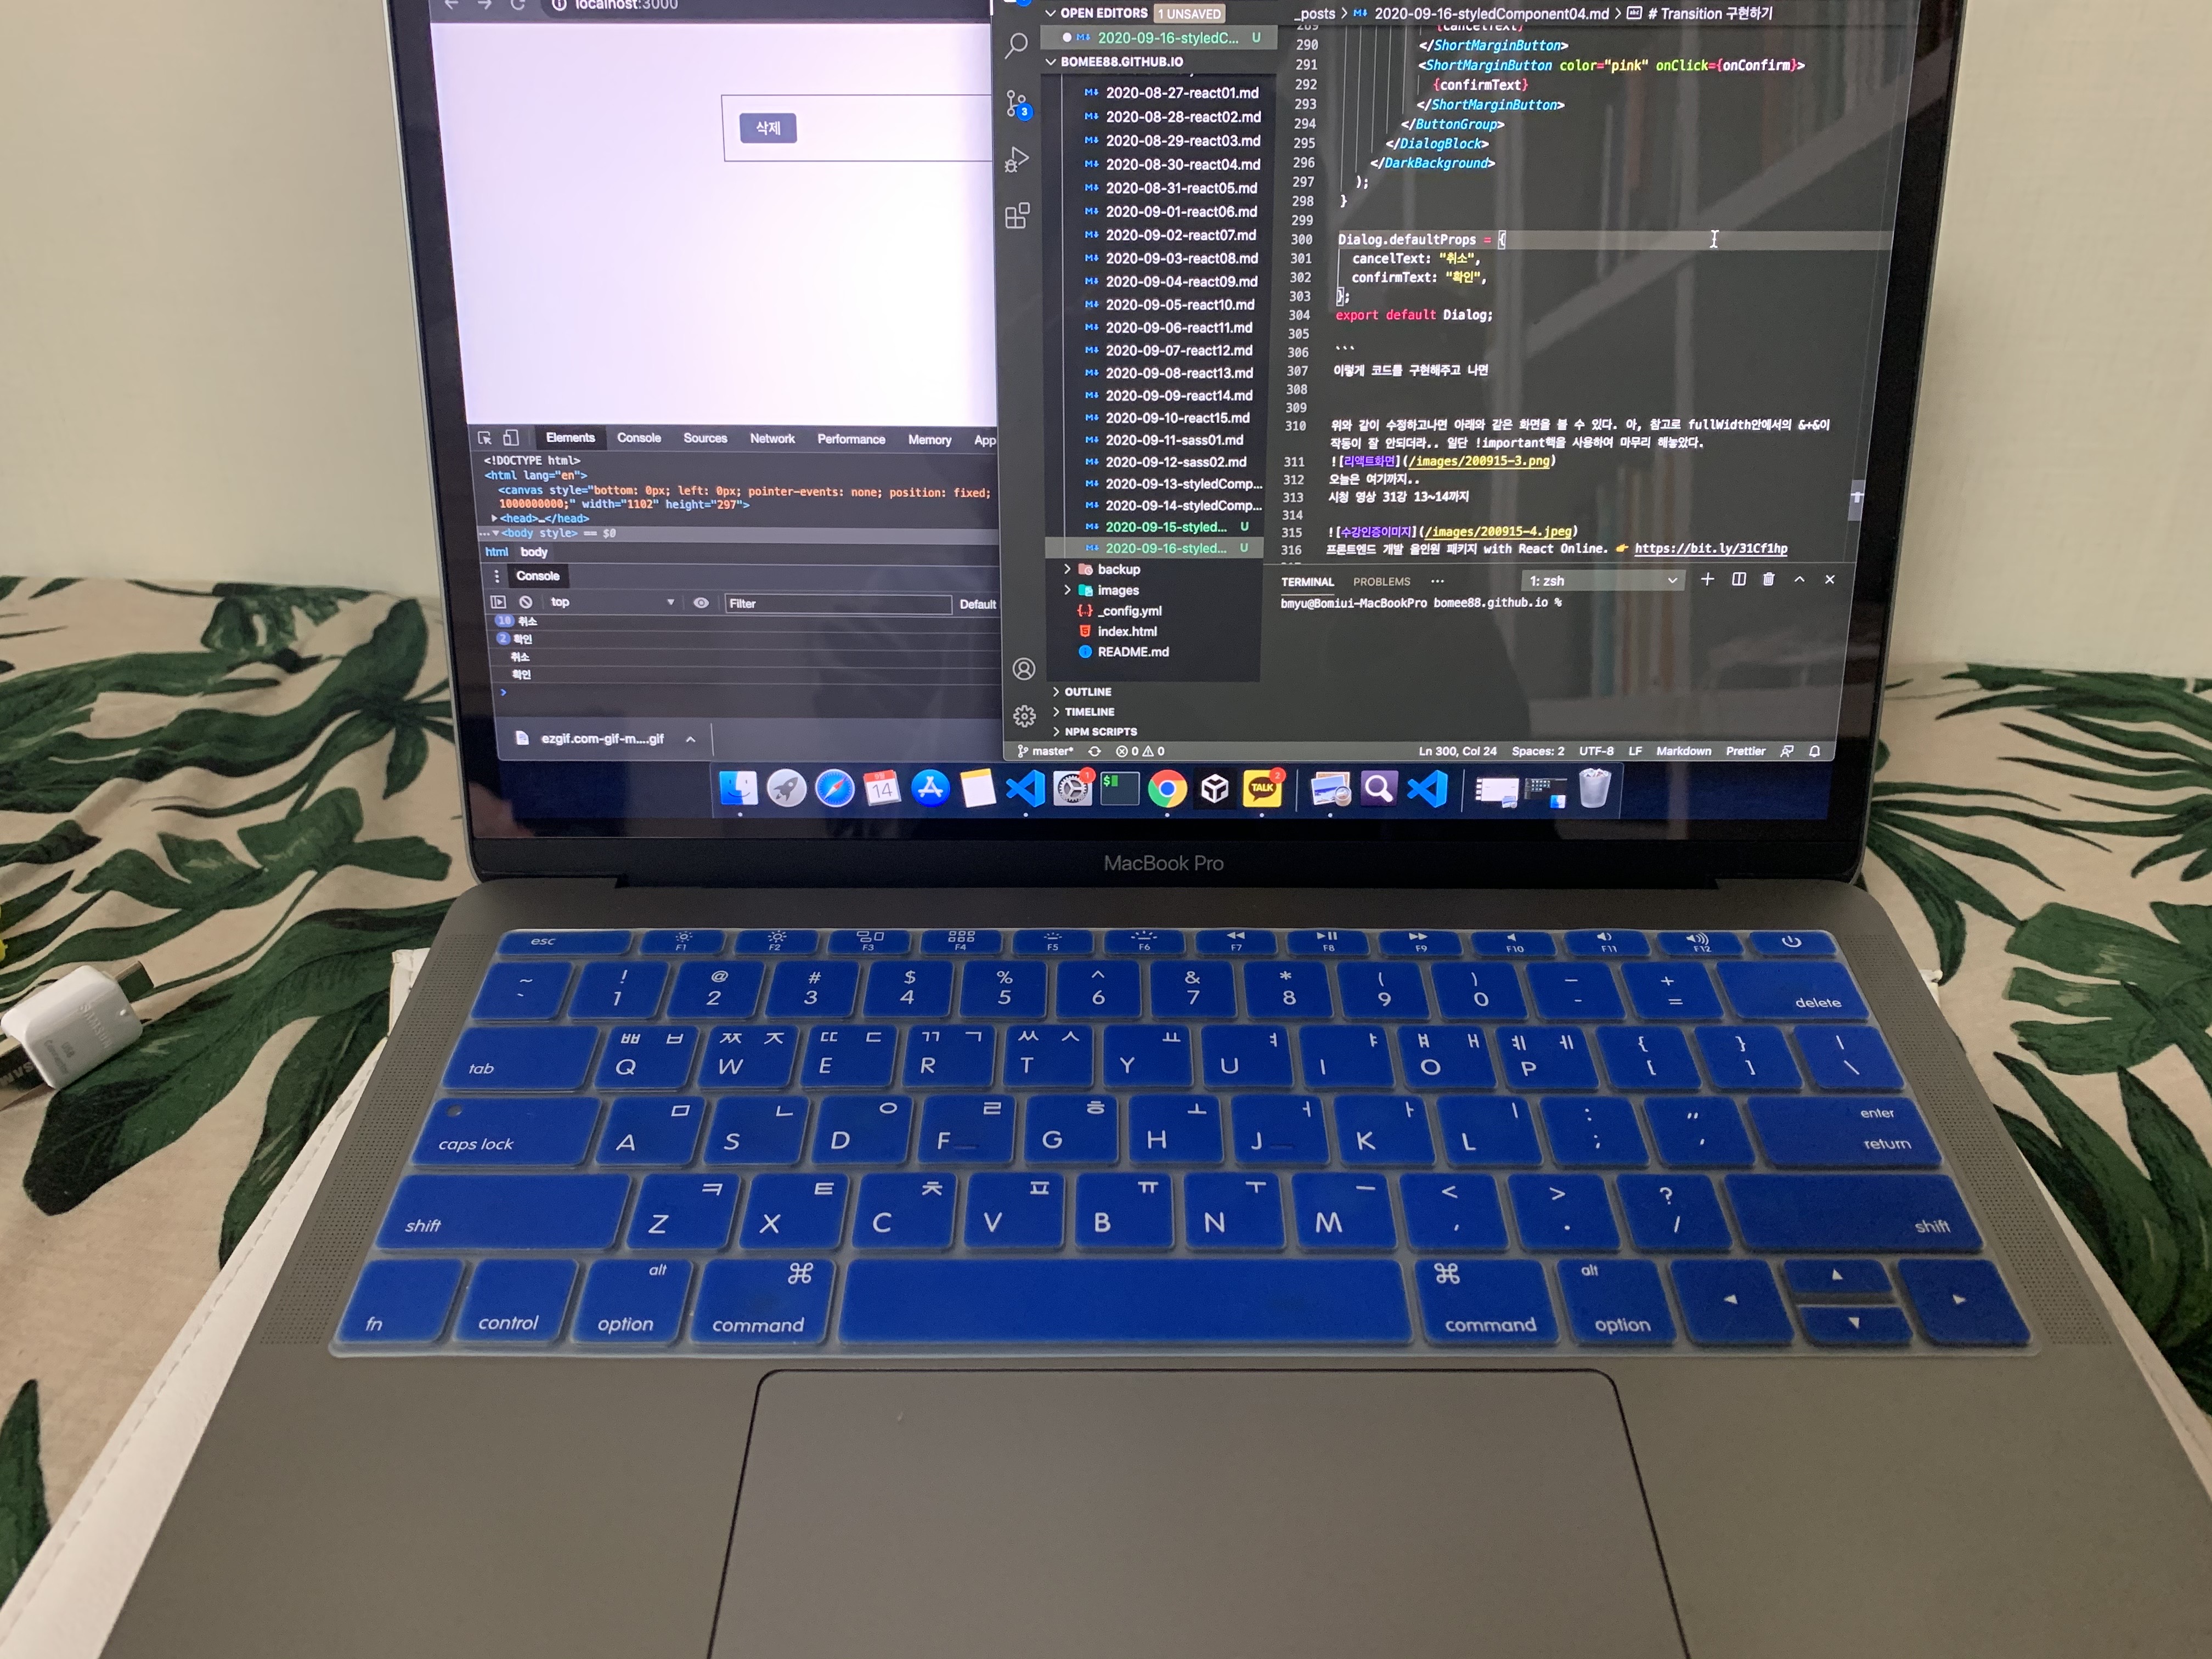 localhost:3000
삭제
Elements Console Sources Network Performance Memory App
<!DOCTYPE html>
<html lang="en">
<canvas style="bottom: 0px; left: 0px; pointer-events: none; position: fixed;
1000000000;" width="1102" height="297">
▶<head>…</head>
…▼<body style> == $0
html body
Console
top Filter Default
10 취소
2 확인
취소
확인
>
ezgif.com-gif-m....gif
OPEN EDITORS 1 UNSAVED
2020-09-16-styledC... U
BOMEE88.GITHUB.IO
2020-08-27-react01.md
2020-08-28-react02.md
2020-08-29-react03.md
2020-08-30-react04.md
2020-08-31-react05.md
2020-09-01-react06.md
2020-09-02-react07.md
2020-09-03-react08.md
2020-09-04-react09.md
2020-09-05-react10.md
2020-09-06-react11.md
2020-09-07-react12.md
2020-09-08-react13.md
2020-09-09-react14.md
2020-09-10-react15.md
2020-09-11-sass01.md
2020-09-12-sass02.md
2020-09-13-styledComp...
2020-09-14-styledComp...
2020-09-15-styled... U
2020-09-16-styled... U
backup
images
_config.yml
index.html
README.md
OUTLINE
TIMELINE
NPM SCRIPTS
3
_posts > 2020-09-16-styledComponent04.md > # Transition 구현하기
289 {cancelText}
290 </ShortMarginButton>
291 <ShortMarginButton color="pink" onClick={onConfirm}>
292 {confirmText}
293 </ShortMarginButton>
294 </ButtonGroup>
295 </DialogBlock>
296 </DarkBackground>
297 );
298 }
299
300 Dialog.defaultProps = {
301 cancelText: "취소",
302 confirmText: "확인",
303 };
304 export default Dialog;
305
306 ```
307 이렇게 코드를 구현해주고 나면
308
309
310 위와 같이 수정하고나면 아래와 같은 화면을 볼 수 있다. 아, 참고로 fullWidth안에서의 &+&이
작동이 잘 안되더라.. 일단 !important핵을 사용하여 마무리 해놓았다.
311 ![리액트화면](/images/200915-3.png)
312 오늘은 여기까지..
313 시청 영상 31강 13~14까지
314
315 ![수강인증이미지](/images/200915-4.jpeg)
316 프론트엔드 개발 올인원 패키지 with React Online. 👉 https://bit.ly/31Cf1hp
TERMINAL PROBLEMS ... 1: zsh
bmyu@Bomiui-MacBookPro bomee88.github.io %
master* 0 0 Ln 300, Col 24 Spaces: 2 UTF-8 LF Markdown Prettier
14 1 $ TALK 2
MacBook Pro
esc F1 F2 F3 F4 F5 F6 F7 F8 F9 F10 F11 F12
~ ! @ # $ % ^ & * ( ) _ +
` 1 2 3 4 5 6 7 8 9 0 - = delete
ㅃ ㅂ ㅉ ㅈ ㄸ ㄷ ㄲ ㄱ ㅆ ㅅ ㅛ ㅕ ㅑ ㅒ ㅐ ㅖ ㅔ { } |
tab Q W E R T Y U I O P [ ] \
ㅁ ㄴ ㅇ ㄹ ㅎ ㅗ ㅓ ㅏ ㅣ : " enter
caps lock A S D F G H J K L ; ' return
ㅋ ㅌ ㅊ ㅍ ㅠ ㅜ ㅡ < > ?
shift Z X C V B N M , . / shift
alt ⌘ ⌘ alt ▲
fn control option command command option ◀ ▼ ▶
SAMSUNG